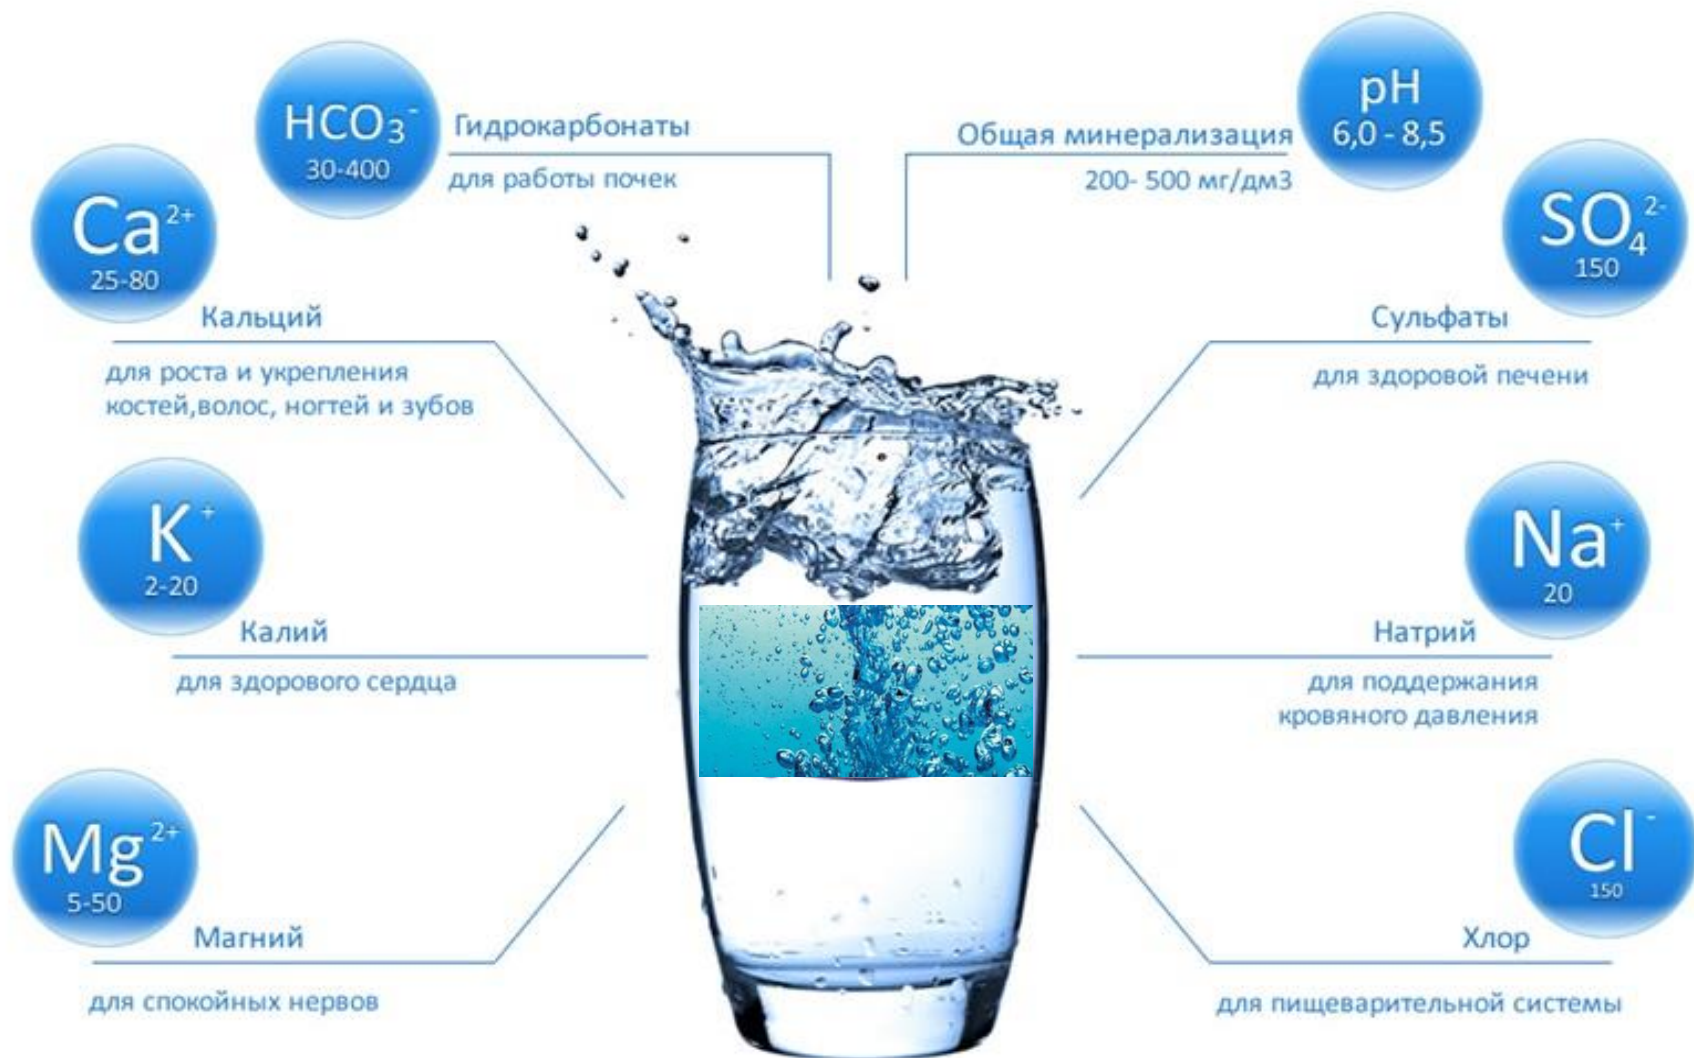 HCO₃⁻
30-400
Гидрокарбонаты
для работы почек
Ca²⁺
25-80
Кальций
для роста и укрепления
костей,волос, ногтей и зубов
K⁺
2-20
Калий
для здорового сердца
Mg²⁺
5-50
Магний
для спокойных нервов
pH
6,0 - 8,5
Общая минерализация
200- 500 мг/дм3
SO₄²⁻
150
Сульфаты
для здоровой печени
Na⁺
20
Натрий
для поддержания
кровяного давления
Cl⁻
150
Хлор
для пищеварительной системы